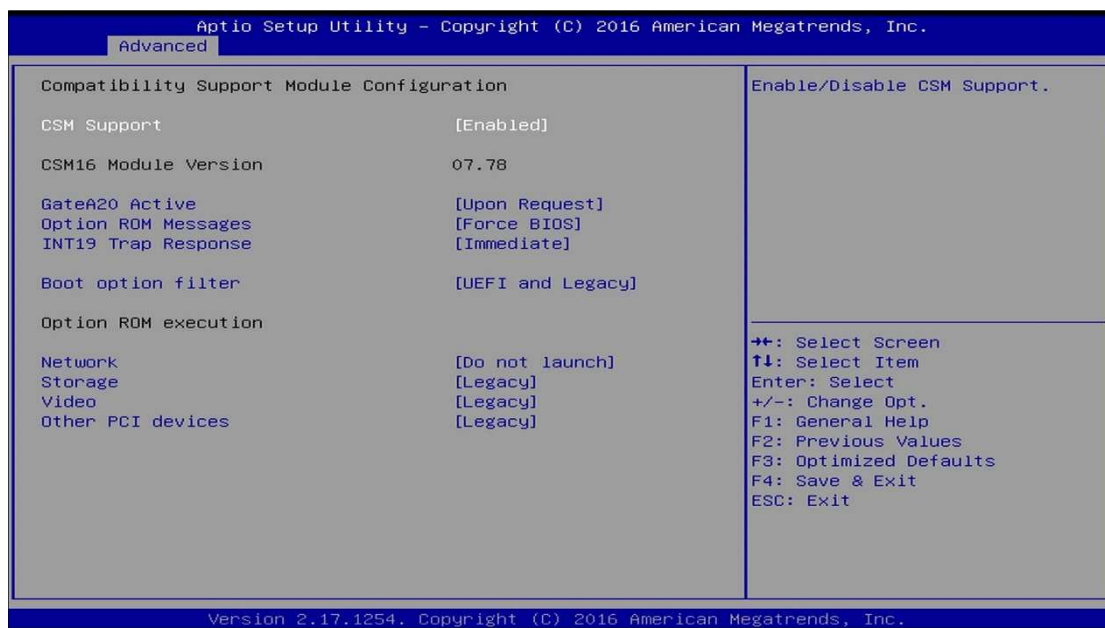 Aptio Setup Utility – Copyright (C) 2016 American Megatrends, Inc.
Advanced
Compatibility Support Module Configuration
CSM Support [Enabled]
CSM16 Module Version 07.78
GateA20 Active [Upon Request]
Option ROM Messages [Force BIOS]
INT19 Trap Response [Immediate]
Boot option filter [UEFI and Legacy]
Option ROM execution
Network [Do not launch]
Storage [Legacy]
Video [Legacy]
Other PCI devices [Legacy]
Enable/Disable CSM Support.
→←: Select Screen
↑↓: Select Item
Enter: Select
+/-: Change Opt.
F1: General Help
F2: Previous Values
F3: Optimized Defaults
F4: Save & Exit
ESC: Exit
Version 2.17.1254. Copyright (C) 2016 American Megatrends, Inc.